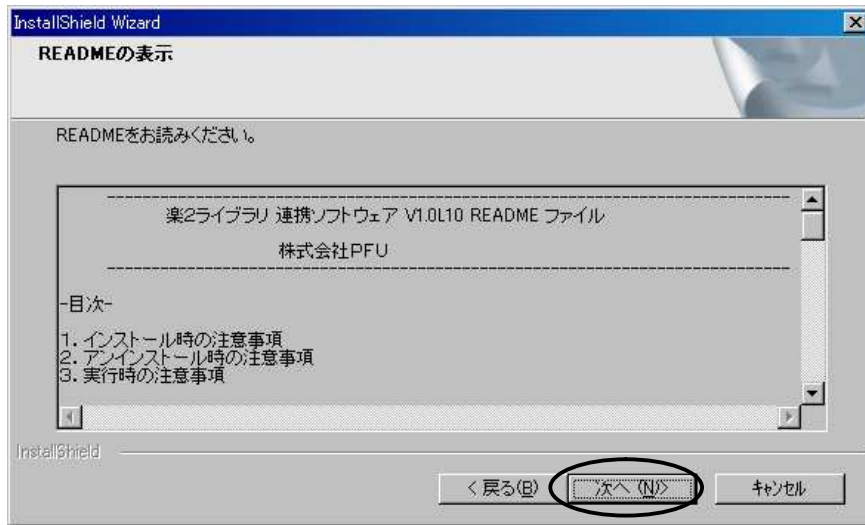 InstallShield Wizard
READMEの表示
READMEをお読みください。
楽2ライブラリ 連携ソフトウェア V1.0L10 README ファイル
株式会社PFU
-目次-
1. インストール時の注意事項
2. アンインストール時の注意事項
3. 実行時の注意事項
InstallShield
< 戻る(B)
次へ (N)>
キャンセル